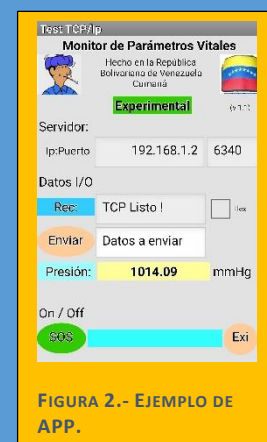 Test TCP/Ip
Monitor de Parámetros Vitales
Hecho en la República
Bolivariana de Venezuela
Cumaná
Experimental
Servidor:
Ip:Puerto 192.168.1.2 6340
Datos I/O
Rec: TCP Listo ! Hex
Enviar Datos a enviar
Presión: 1014.09 mmHg
On / Off
SOS Exi
FIGURA 2.- EJEMPLO DE
APP.